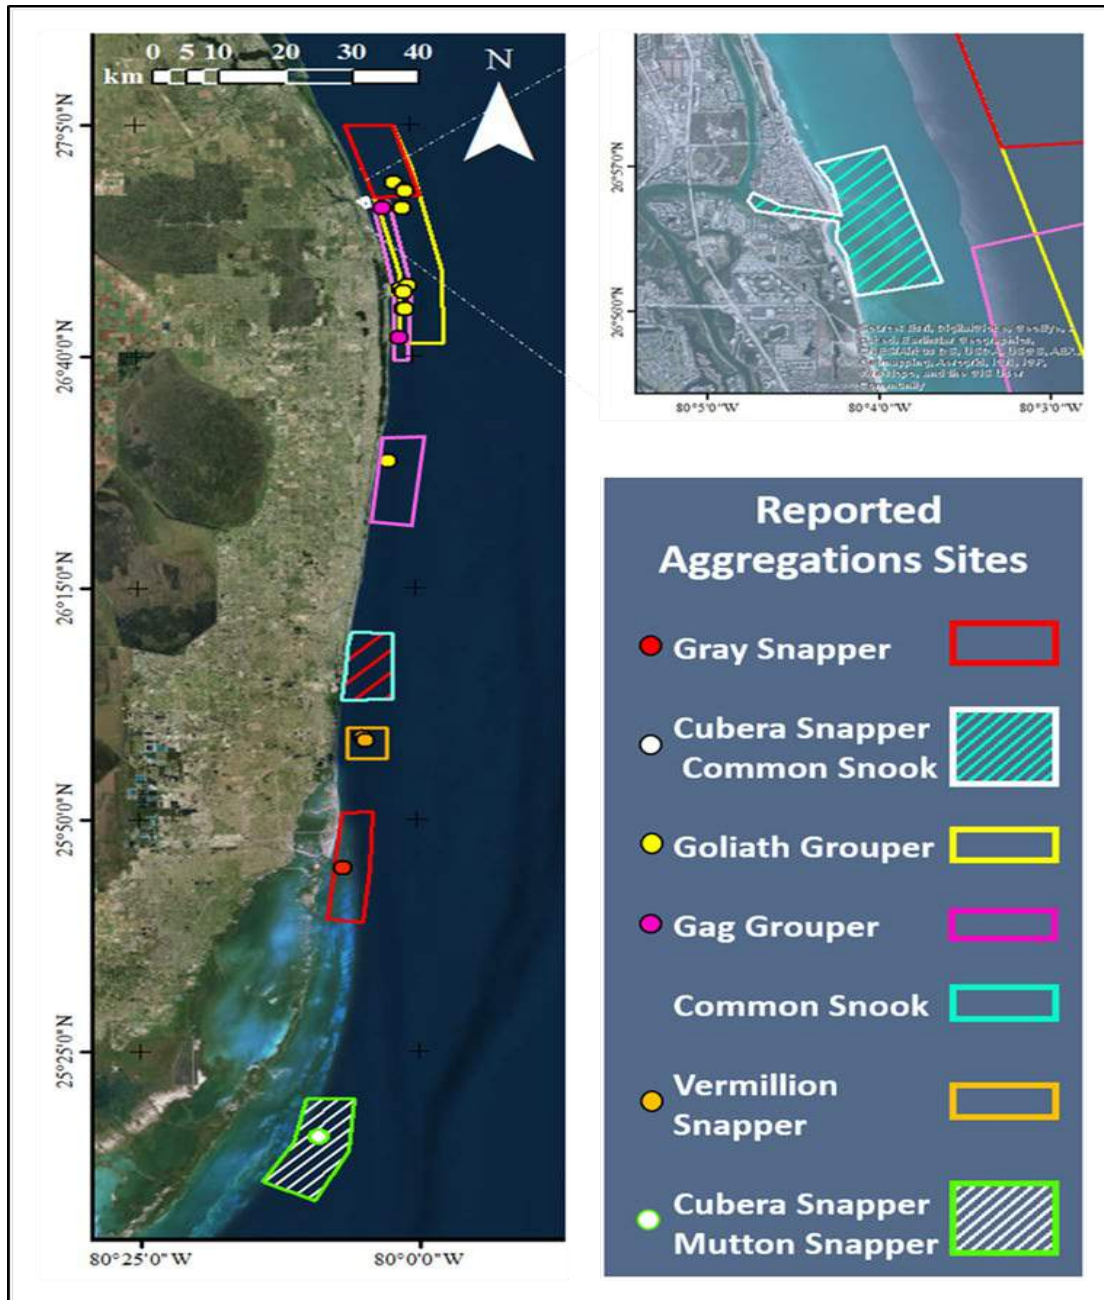 0 5 10 20 30 40
km
N
27°5'0"N
26°40'0"N
26°15'0"N
25°50'0"N
25°25'0"N
80°25'0"W 80°0'0"W
26°57'0"N
26°56'0"N
80°5'0"W 80°4'0"W 80°3'0"W
Community
Reported
Aggregations Sites
Gray Snapper
Cubera Snapper
Common Snook
Goliath Grouper
Gag Grouper
Common Snook
Vermillion
Snapper
Cubera Snapper
Mutton Snapper